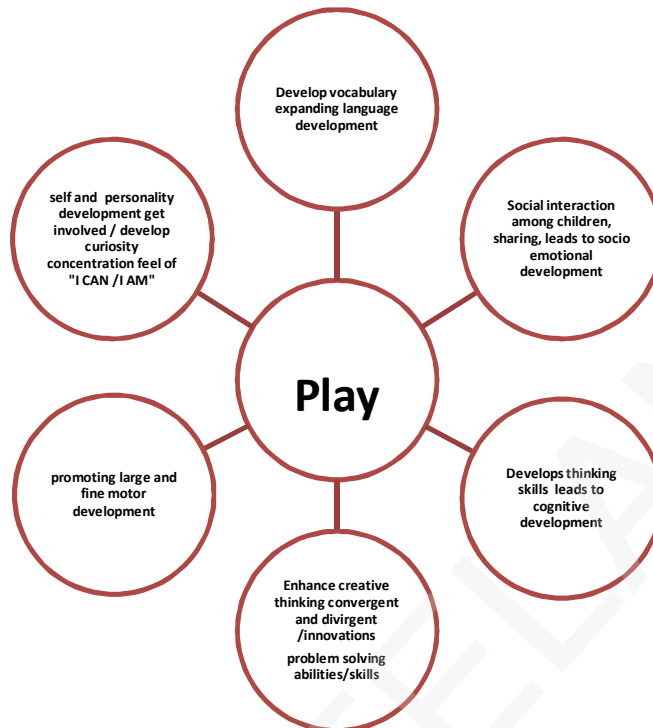 Develop vocabulary
expanding language
development
Social interaction
among children,
sharing, leads to socio
emotional
development
Develops thinking
skills leads to
cognitive
development
Enhance creative
thinking convergent
and divirgent
/innovations
problem solving
abilities/skills
promoting large and
fine motor
development
self and personality
development get
involved / develop
curiosity
concentration feel of
"I CAN /I AM"
Play